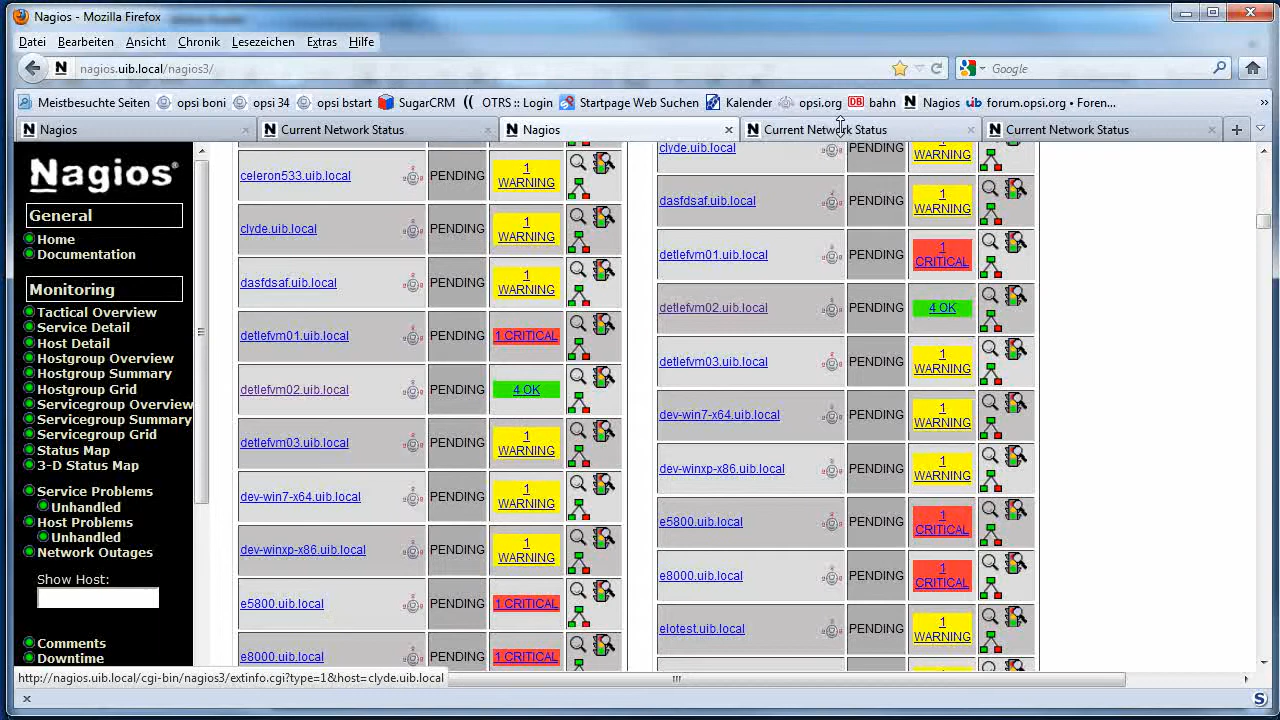 Nagios - Mozilla Firefox
Datei Bearbeiten Ansicht Chronik Lesezeichen Extras Hilfe
N nagios.uib.local/nagios3/
Google
Meistbesuchte Seiten opsi boni opsi 34 opsi bstart SugarCRM OTRS :: Login Startpage Web Suchen Kalender opsi.org DB bahn N Nagios uib forum.opsi.org • Foren... »
N Nagios × N Current Network Status × N Nagios × N Current Network Status × N Current Network Status × +
Nagios®
General
Home
Documentation
Monitoring
Tactical Overview
Service Detail
Host Detail
Hostgroup Overview
Hostgroup Summary
Hostgroup Grid
Servicegroup Overview
Servicegroup Summary
Servicegroup Grid
Status Map
3-D Status Map
Service Problems
Unhandled
Host Problems
Unhandled
Network Outages
Show Host:
Comments
Downtime
celeron533.uib.local PENDING 1 WARNING
clyde.uib.local PENDING 1 WARNING
dasfdsaf.uib.local PENDING 1 WARNING
detlefvm01.uib.local PENDING 1 CRITICAL
detlefvm02.uib.local PENDING 4 OK
detlefvm03.uib.local PENDING 1 WARNING
dev-win7-x64.uib.local PENDING 1 WARNING
dev-winxp-x86.uib.local PENDING 1 WARNING
e5800.uib.local PENDING 1 CRITICAL
e8000.uib.local PENDING 1 CRITICAL
clyde.uib.local PENDING WARNING
dasfdsaf.uib.local PENDING 1 WARNING
detlefvm01.uib.local PENDING 1 CRITICAL
detlefvm02.uib.local PENDING 4 OK
detlefvm03.uib.local PENDING 1 WARNING
dev-win7-x64.uib.local PENDING 1 WARNING
dev-winxp-x86.uib.local PENDING 1 WARNING
e5800.uib.local PENDING 1 CRITICAL
e8000.uib.local PENDING 1 CRITICAL
elotest.uib.local PENDING 1 WARNING
http://nagios.uib.local/cgi-bin/nagios3/extinfo.cgi?type=1&host=clyde.uib.local
×
S